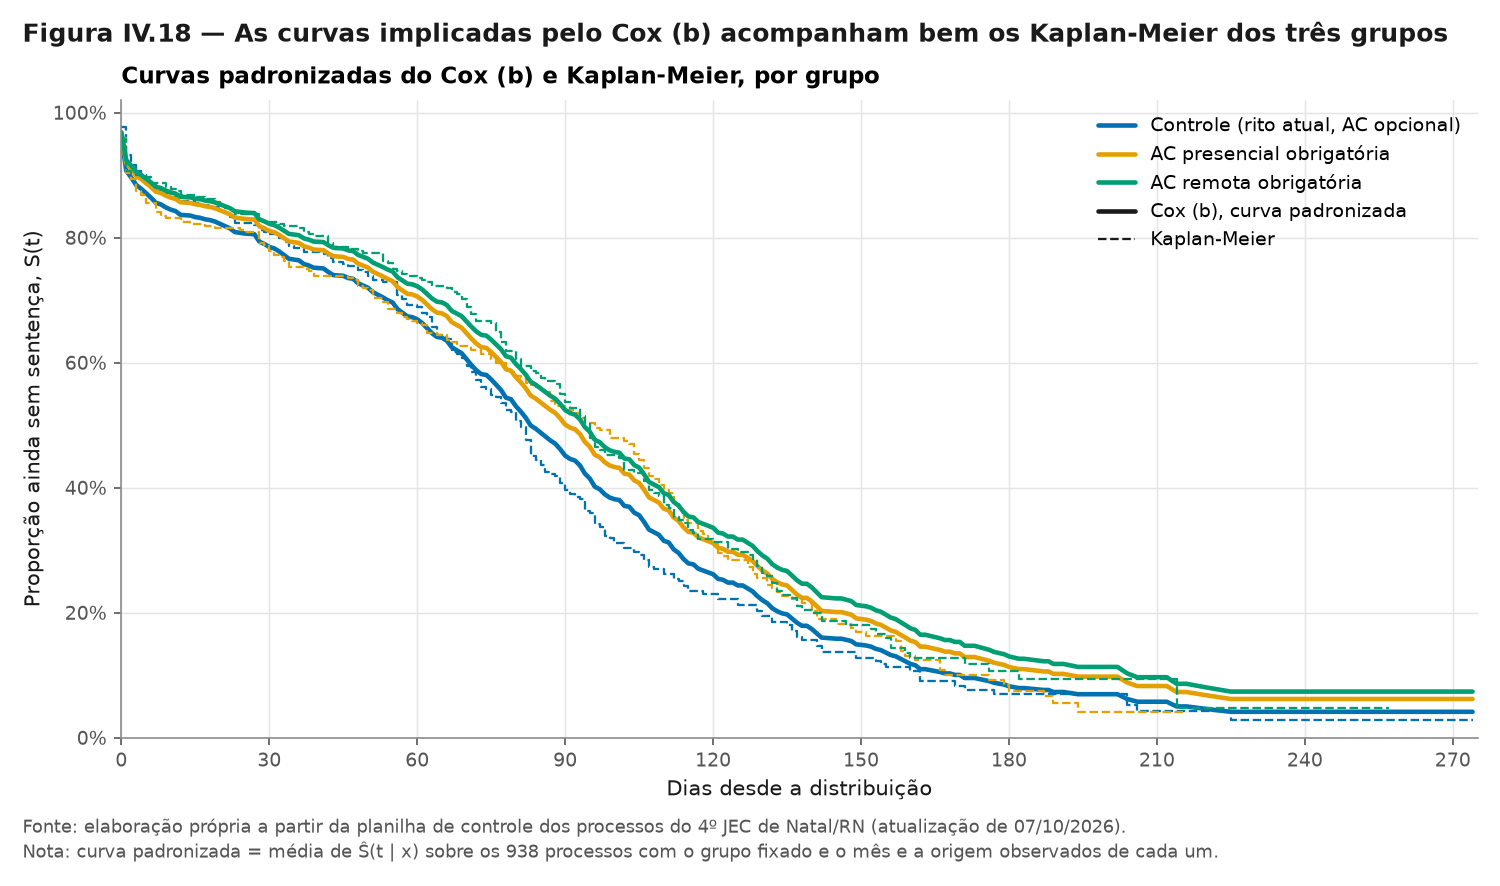 Figura IV.18 — As curvas implicadas pelo Cox (b) acompanham bem os Kaplan-Meier dos três grupos
Curvas padronizadas do Cox (b) e Kaplan-Meier, por grupo
Proporção ainda sem sentença, S(t)
100%
80%
60%
40%
20%
0%
Controle (rito atual, AC opcional)
AC presencial obrigatória
AC remota obrigatória
Cox (b), curva padronizada
Kaplan-Meier
0 30 60 90 120 150 180 210 240 270
Dias desde a distribuição
Fonte: elaboração própria a partir da planilha de controle dos processos do 4º JEC de Natal/RN (atualização de 07/10/2026).
Nota: curva padronizada = média de Ŝ(t | x) sobre os 938 processos com o grupo fixado e o mês e a origem observados de cada um.